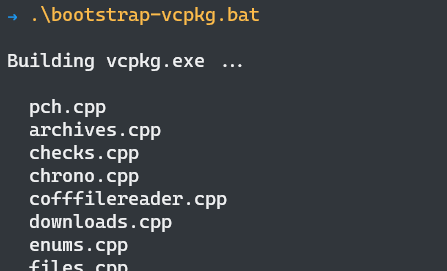 → .\bootstrap-vcpkg.bat
Building vcpkg.exe ...
pch.cpp
archives.cpp
checks.cpp
chrono.cpp
cofffilereader.cpp
downloads.cpp
enums.cpp
files.cpp